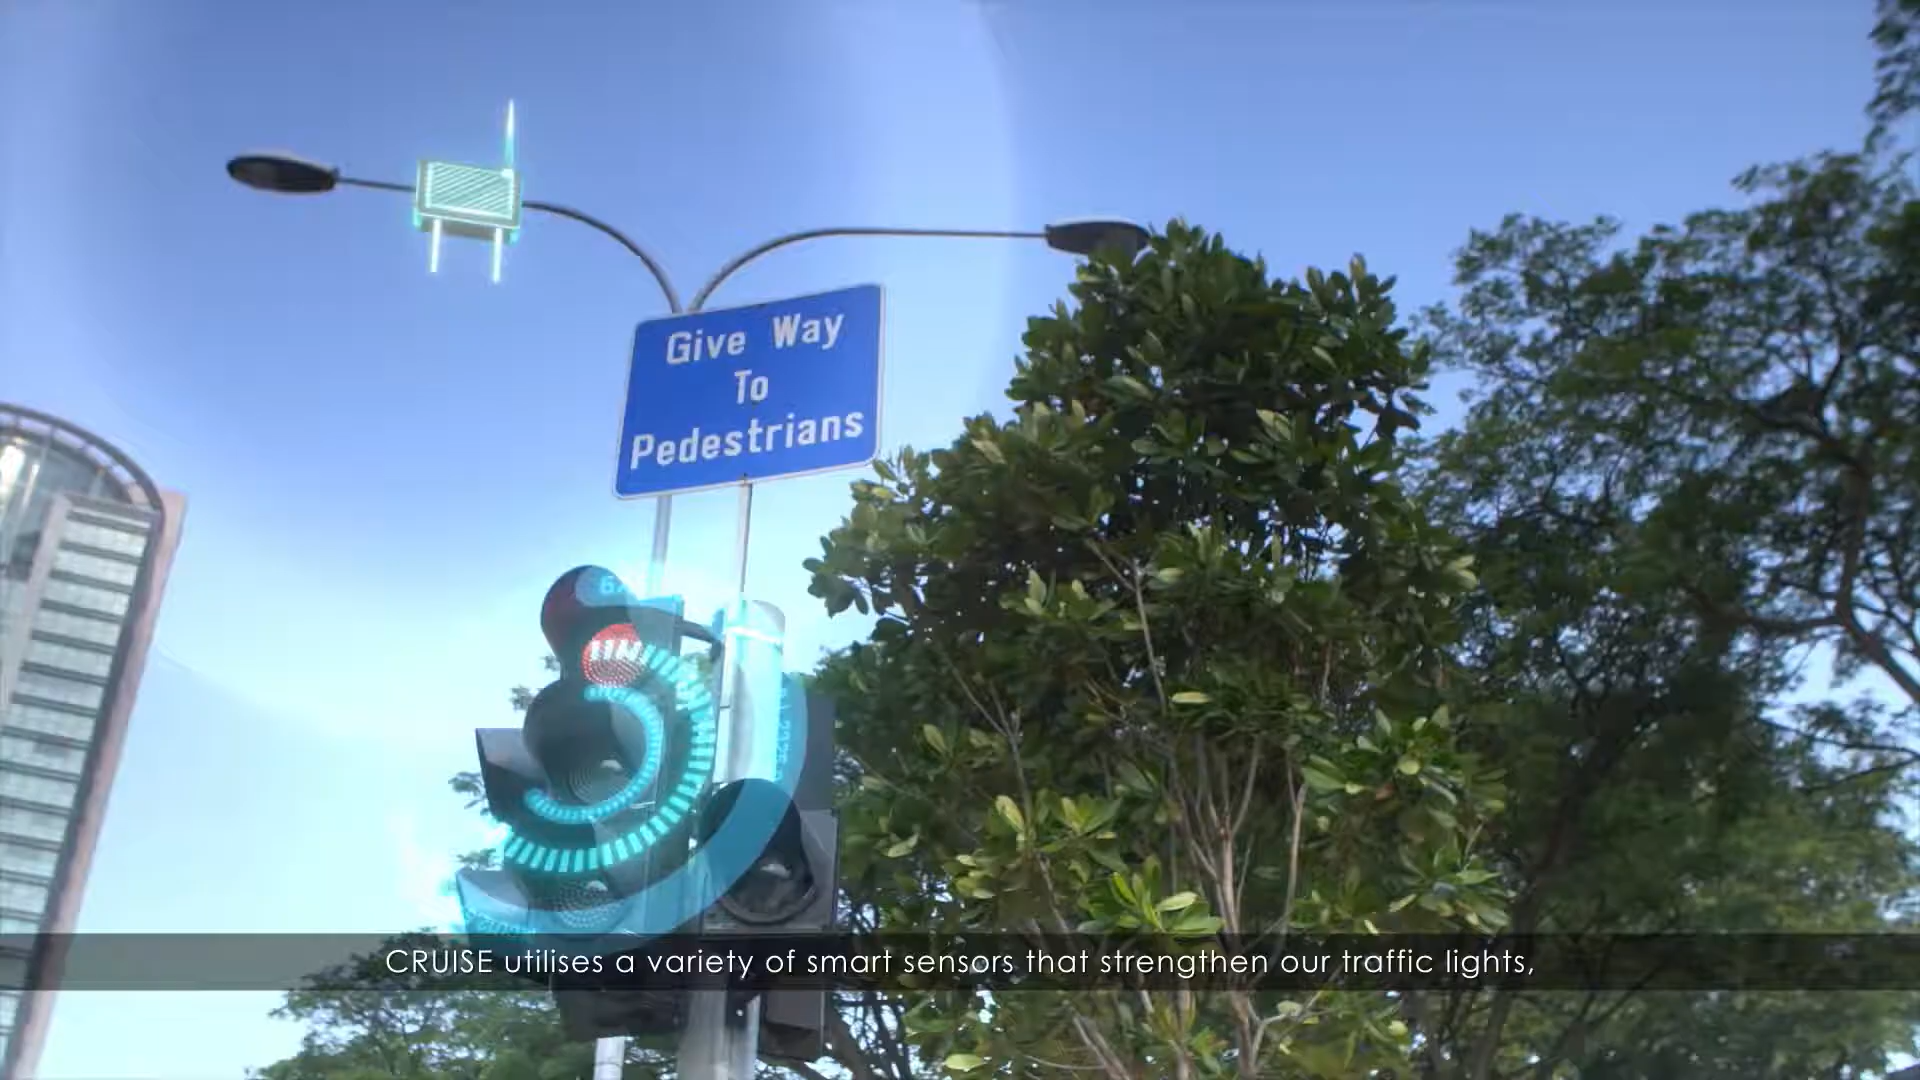 Give Way
To
Pedestrians
CRUISE utilises a variety of smart sensors that strengthen our traffic lights,